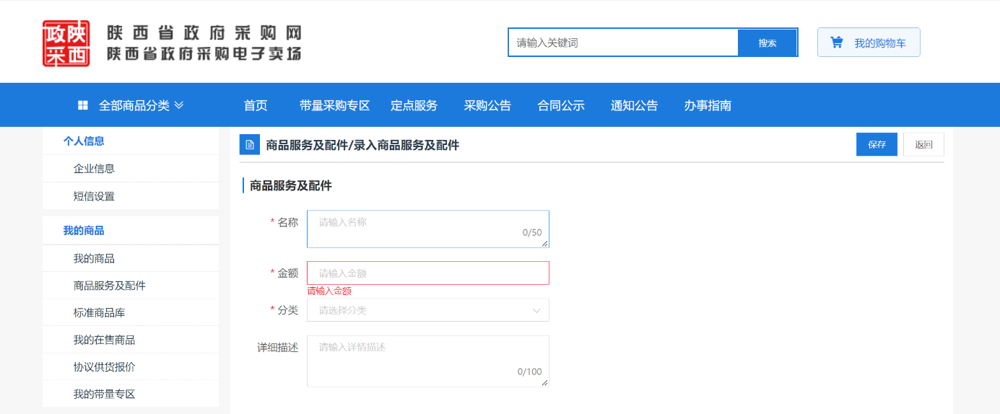 政陕
采西
陕西省政府采购网
陕西省政府采购电子卖场
请输入关键词
搜索
我的购物车
全部商品分类
首页
带量采购专区
定点服务
采购公告
合同公示
通知公告
办事指南
个人信息
企业信息
短信设置
我的商品
我的商品
商品服务及配件
标准商品库
我的在售商品
协议供货报价
我的带量专区
商品服务及配件/录入商品服务及配件
保存
返回
商品服务及配件
* 名称
请输入名称
0/50
* 金额
请输入金额
请输入金额
* 分类
请选择分类
详细描述
请输入详情描述
0/100